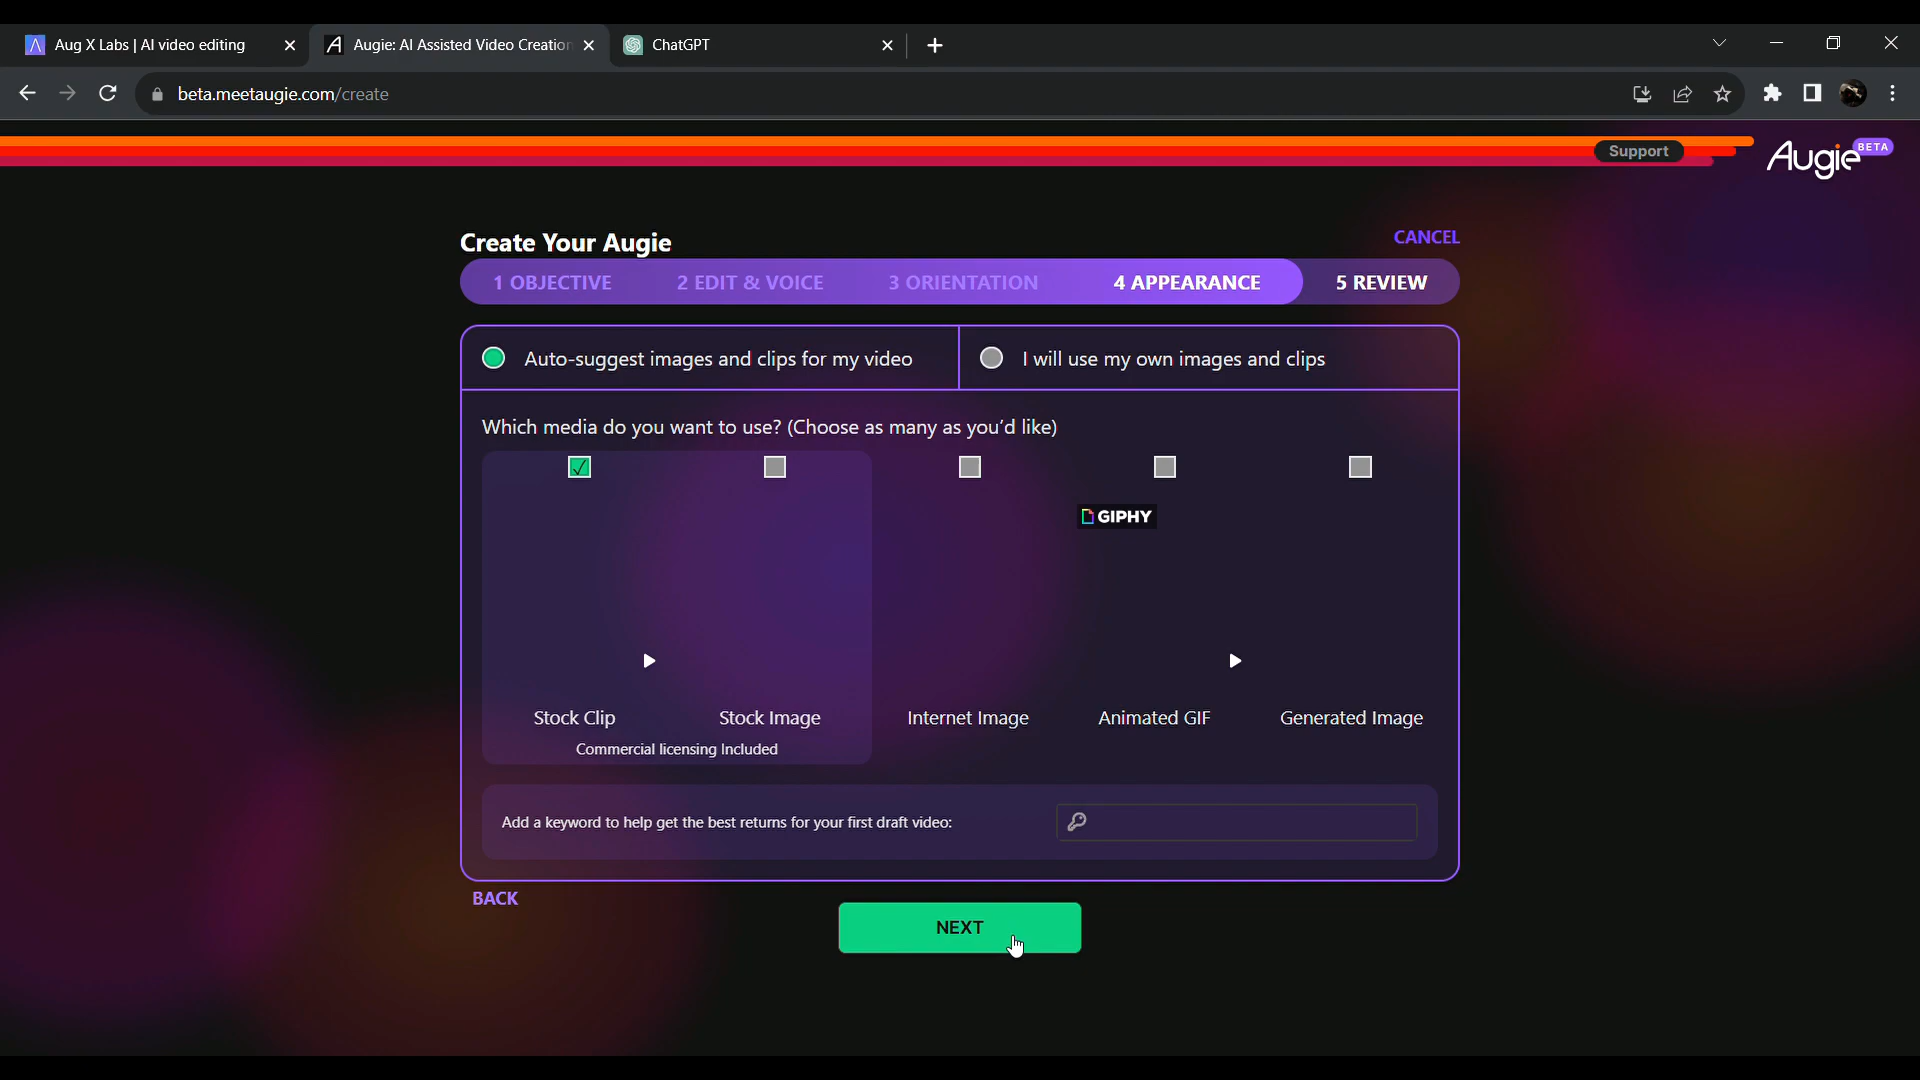 Aug X Labs | AI video editing
Augie: AI Assisted Video Creation
ChatGPT
beta.meetaugie.com/create
Support
Augie BETA
Create Your Augie
CANCEL
1 OBJECTIVE
2 EDIT & VOICE
3 ORIENTATION
4 APPEARANCE
5 REVIEW
Auto-suggest images and clips for my video
I will use my own images and clips
Which media do you want to use? (Choose as many as you'd like)
GIPHY
Stock Clip
Stock Image
Internet Image
Animated GIF
Generated Image
Commercial licensing Included
Add a keyword to help get the best returns for your first draft video:
BACK
NEXT